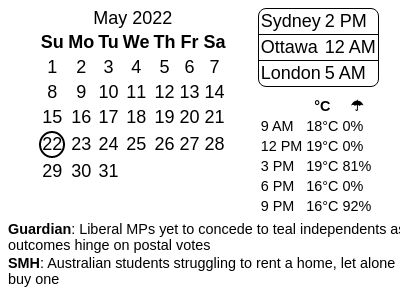 May 2022
Su Mo Tu We Th Fr Sa
1 2 3 4 5 6 7
8 9 10 11 12 13 14
15 16 17 18 19 20 21
22 23 24 25 26 27 28
29 30 31
Sydney 2 PM
Ottawa 12 AM
London 5 AM
°C ☂
9 AM 18°C 0%
12 PM 19°C 0%
3 PM 19°C 81%
6 PM 16°C 0%
9 PM 16°C 92%
Guardian: Liberal MPs yet to concede to teal independents as
outcomes hinge on postal votes
SMH: Australian students struggling to rent a home, let alone
buy one